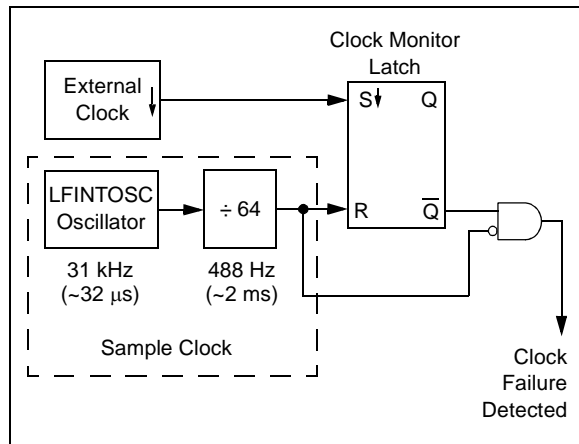 Clock Monitor
Latch
External
Clock
S
Q
LFINTOSC
Oscillator
÷ 64
R
Q̅
31 kHz
(~32 μs)
488 Hz
(~2 ms)
Sample Clock
Clock
Failure
Detected